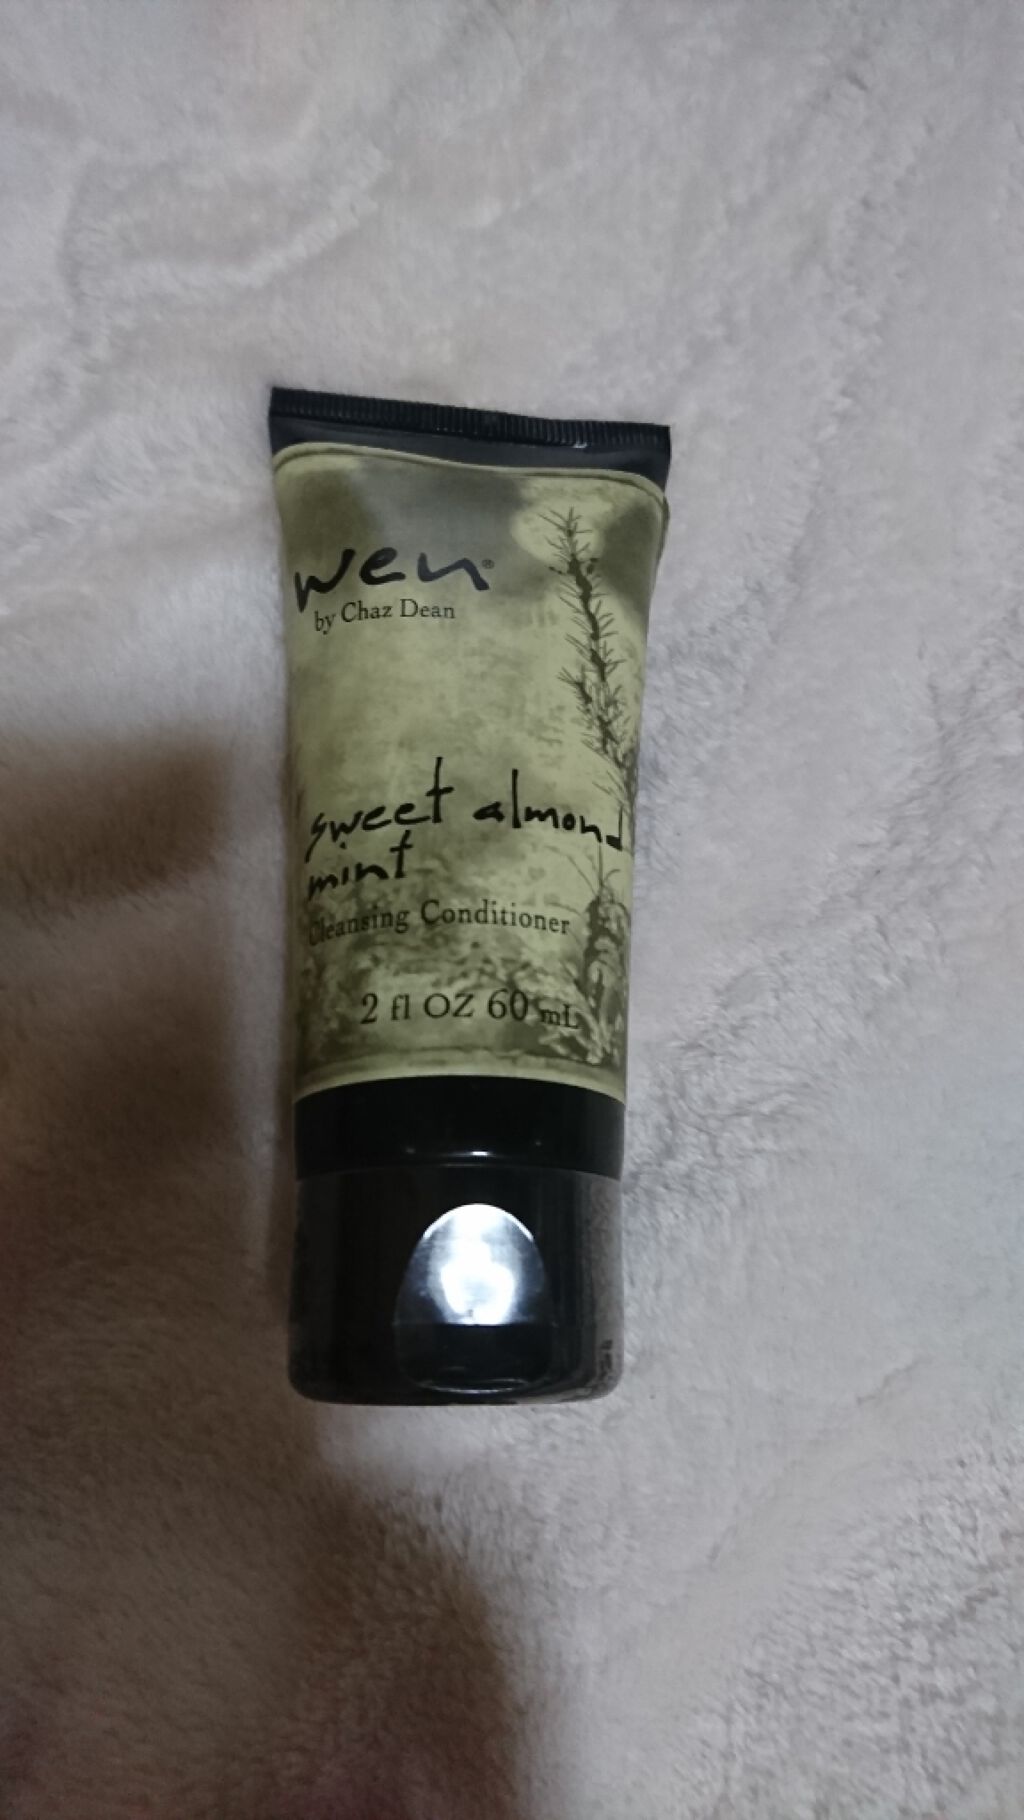 wen®
by Chaz Dean
sweet almond
mint
Cleansing Conditioner
2 fl OZ 60 mL